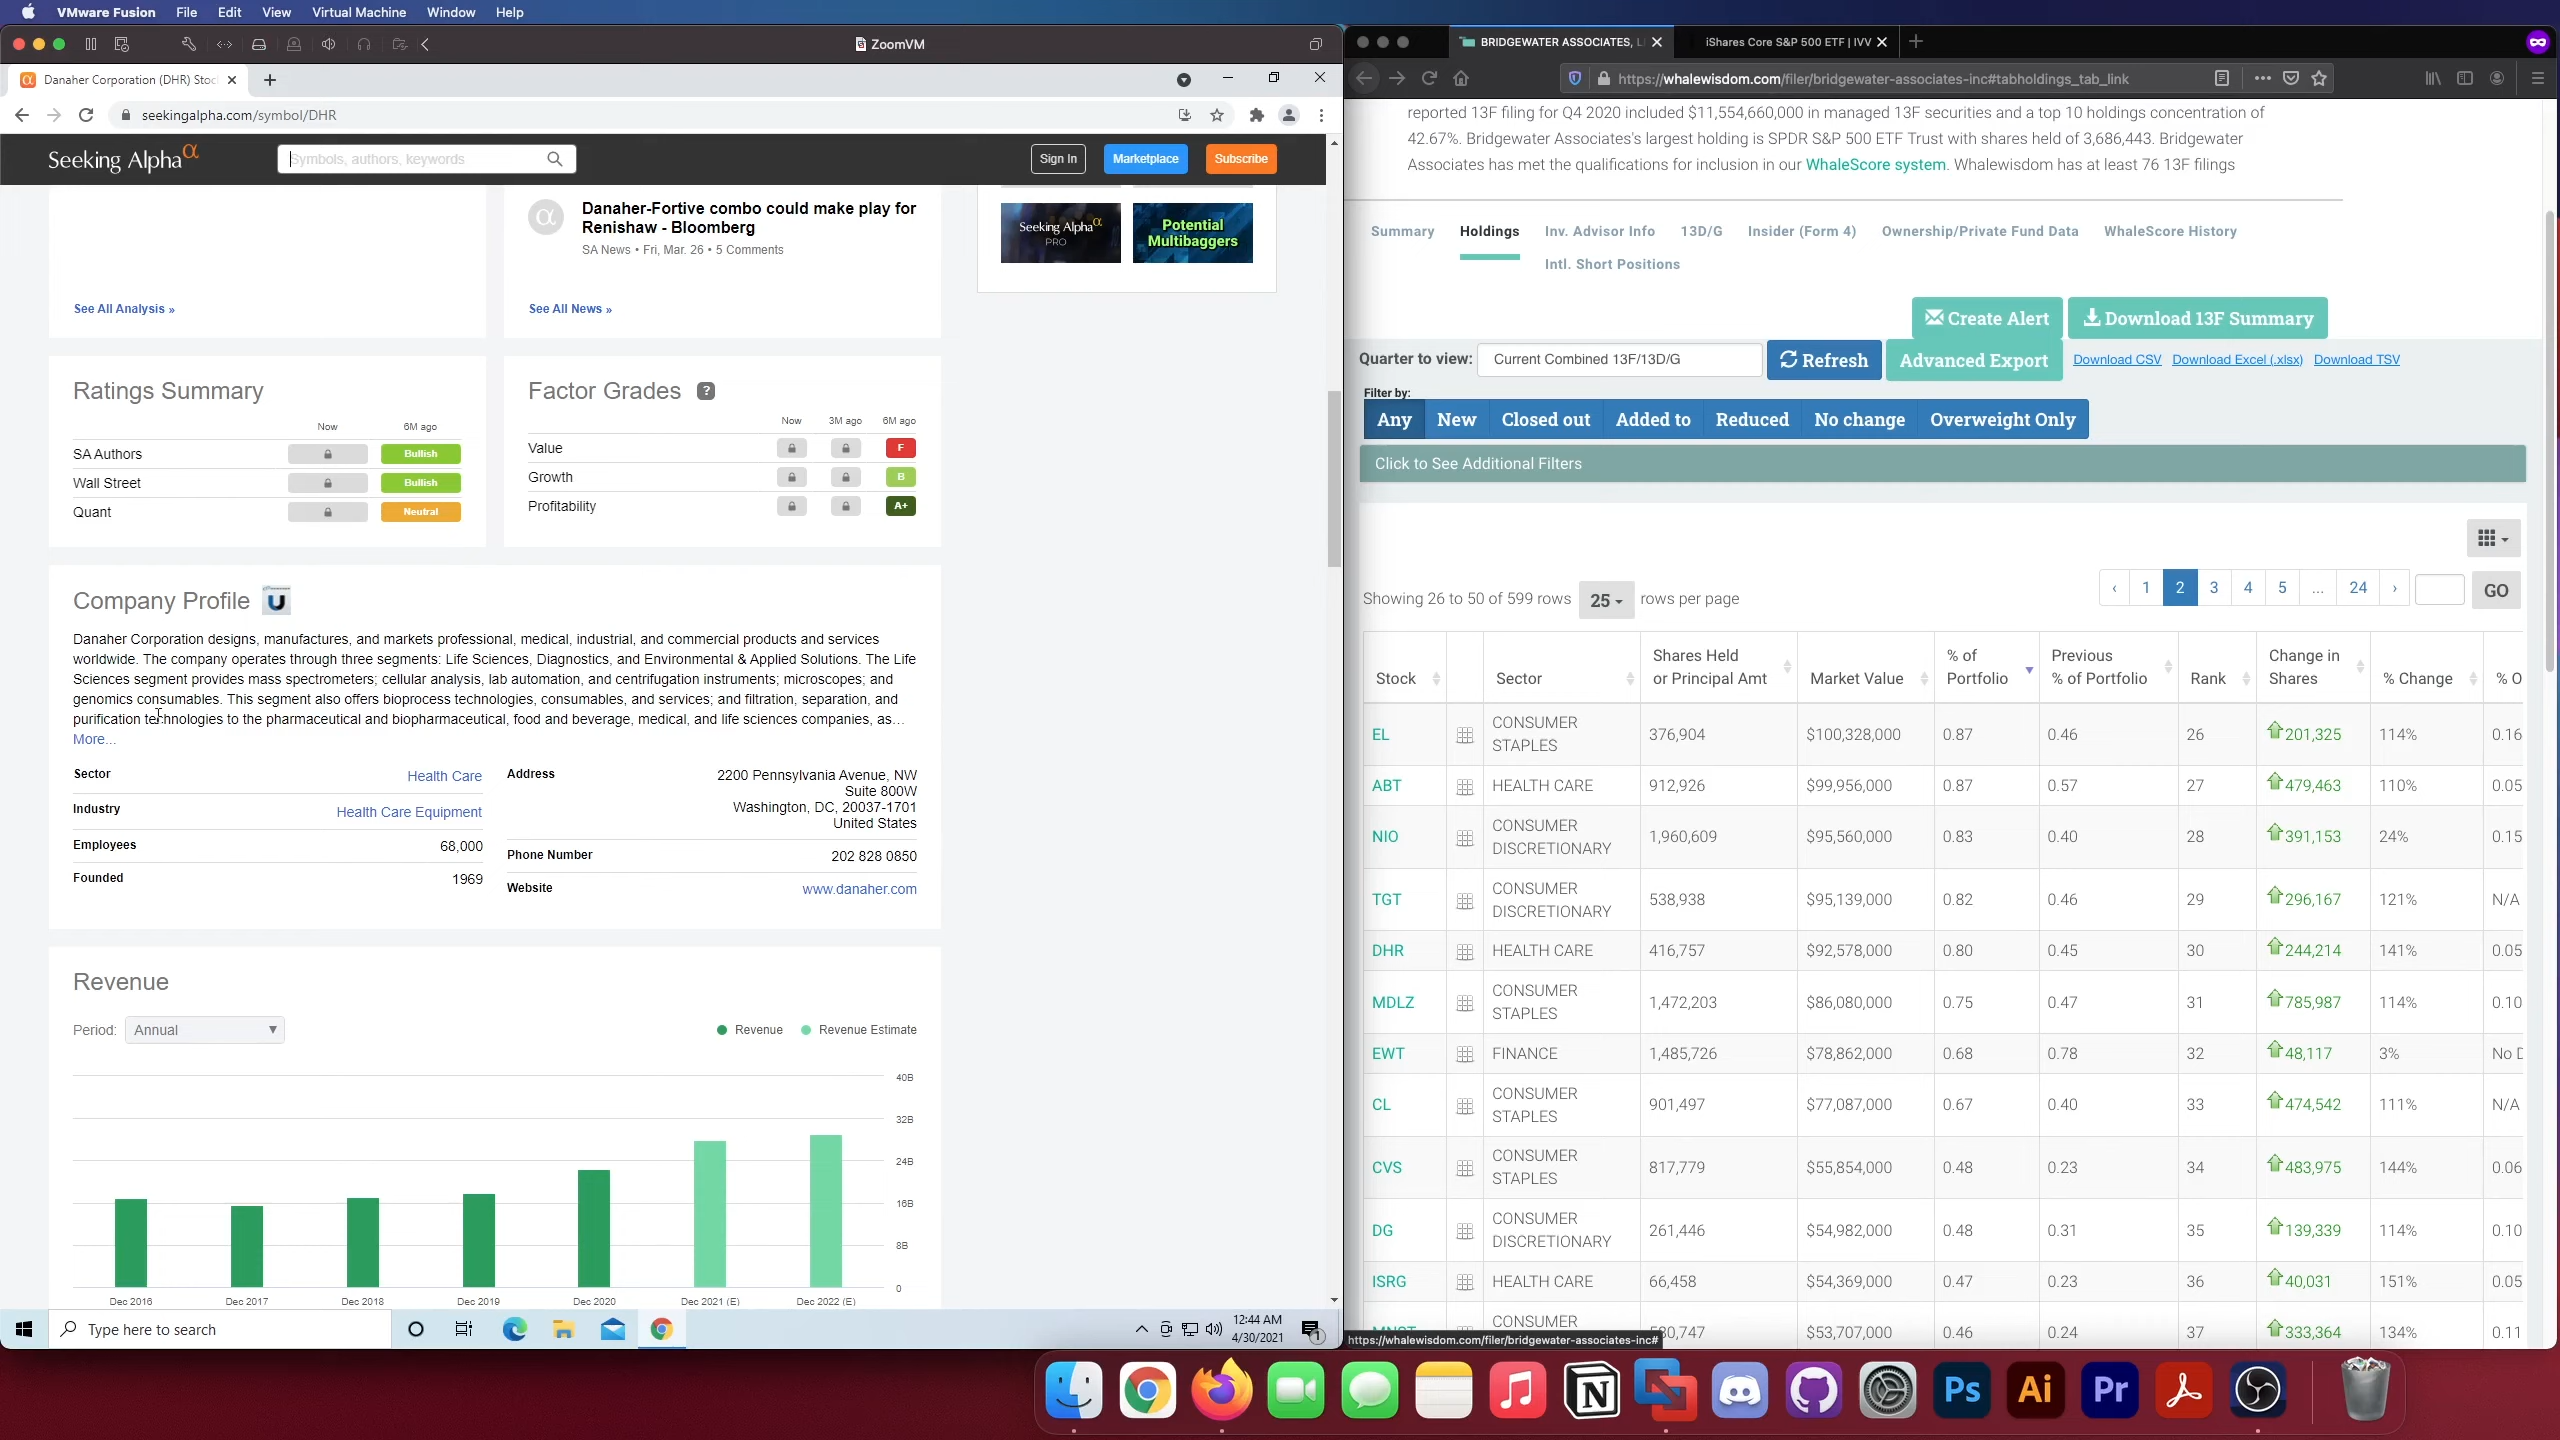 VMware Fusion File Edit View Virtual Machine Window Help
ZoomVM
Danaher Corporation (DHR) Stoc
seekingalpha.com/symbol/DHR
Seeking Alpha α
Symbols, authors, keywords
Sign In
Marketplace
Subscribe
Danaher-Fortive combo could make play for
Renishaw - Bloomberg
SA News • Fri, Mar. 26 • 5 Comments
See All Analysis »
See All News »
Seeking Alpha α
PRO
Potential
Multibaggers
Ratings Summary
Now 6M ago
SA Authors Bullish
Wall Street Bullish
Quant Neutral
Factor Grades ?
Now 3M ago 6M ago
Value F
Growth B
Profitability A+
Company Profile
Danaher Corporation designs, manufactures, and markets professional, medical, industrial, and commercial products and services
worldwide. The company operates through three segments: Life Sciences, Diagnostics, and Environmental & Applied Solutions. The Life
Sciences segment provides mass spectrometers; cellular analysis, lab automation, and centrifugation instruments; microscopes; and
genomics consumables. This segment also offers bioprocess technologies, consumables, and services; and filtration, separation, and
purification technologies to the pharmaceutical and biopharmaceutical, food and beverage, medical, and life sciences companies, as...
More...
Sector Health Care
Industry Health Care Equipment
Employees 68,000
Founded 1969
Address 2200 Pennsylvania Avenue, NW
Suite 800W
Washington, DC, 20037-1701
United States
Phone Number 202 828 0850
Website www.danaher.com
Revenue
Period: Annual
Revenue Revenue Estimate
40B
32B
24B
16B
8B
0
Dec 2016 Dec 2017 Dec 2018 Dec 2019 Dec 2020 Dec 2021 (E) Dec 2022 (E)
Type here to search
12:44 AM
4/30/2021
1
BRIDGEWATER ASSOCIATES, L
iShares Core S&P 500 ETF | IVV
https://whalewisdom.com/filer/bridgewater-associates-inc#tabholdings_tab_link
reported 13F filing for Q4 2020 included $11,554,660,000 in managed 13F securities and a top 10 holdings concentration of
42.67%. Bridgewater Associates's largest holding is SPDR S&P 500 ETF Trust with shares held of 3,686,443. Bridgewater
Associates has met the qualifications for inclusion in our WhaleScore system. Whalewisdom has at least 76 13F filings
Summary Holdings Inv. Advisor Info 13D/G Insider (Form 4) Ownership/Private Fund Data WhaleScore History
Intl. Short Positions
Create Alert
Download 13F Summary
Quarter to view: Current Combined 13F/13D/G Refresh Advanced Export Download CSV Download Excel (.xlsx) Download TSV
Filter by:
Any New Closed out Added to Reduced No change Overweight Only
Click to See Additional Filters
Showing 26 to 50 of 599 rows 25 rows per page
‹ 1 2 3 4 5 ... 24 › GO
Stock Sector Shares Held or Principal Amt Market Value % of Portfolio Previous % of Portfolio Rank Change in Shares % Change % O
EL CONSUMER STAPLES 376,904 $100,328,000 0.87 0.46 26 201,325 114% 0.16
ABT HEALTH CARE 912,926 $99,956,000 0.87 0.57 27 479,463 110% 0.05
NIO CONSUMER DISCRETIONARY 1,960,609 $95,560,000 0.83 0.40 28 391,153 24% 0.15
TGT CONSUMER DISCRETIONARY 538,938 $95,139,000 0.82 0.46 29 296,167 121% N/A
DHR HEALTH CARE 416,757 $92,578,000 0.80 0.45 30 244,214 141% 0.05
MDLZ CONSUMER STAPLES 1,472,203 $86,080,000 0.75 0.47 31 785,987 114% 0.10
EWT FINANCE 1,485,726 $78,862,000 0.68 0.78 32 48,117 3% No
CL CONSUMER STAPLES 901,497 $77,087,000 0.67 0.40 33 474,542 111% N/A
CVS CONSUMER STAPLES 817,779 $55,854,000 0.48 0.23 34 483,975 144% 0.06
DG CONSUMER DISCRETIONARY 261,446 $54,982,000 0.48 0.31 35 139,339 114% 0.10
ISRG HEALTH CARE 66,458 $54,369,000 0.47 0.23 36 40,031 151% 0.05
CONSUMER $53,707,000 0.46 0.24 37 333,364 134% 0.11
https://whalewisdom.com/filer/bridgewater-associates-inc#
Ps Ai Pr